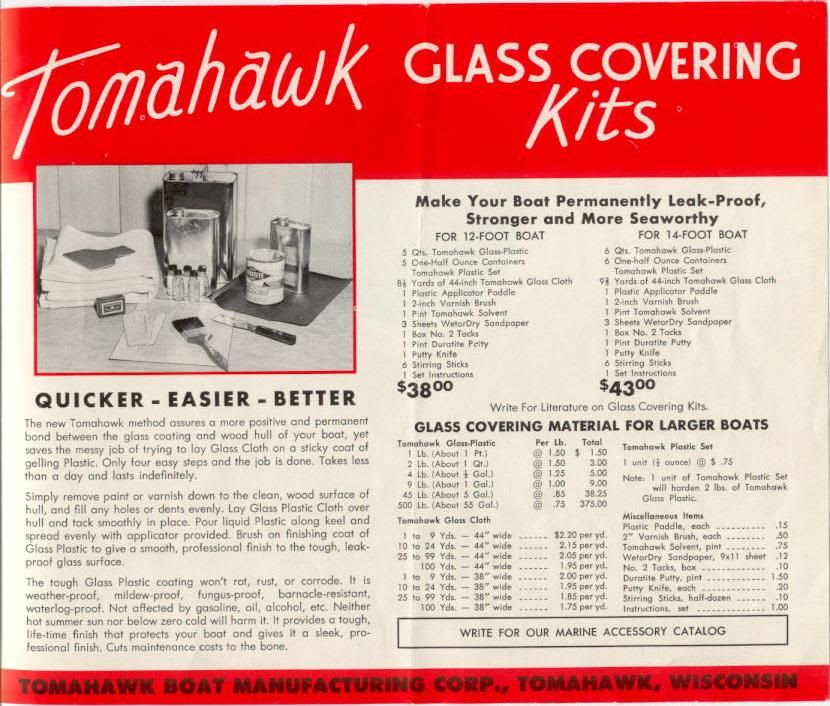 Tomahawk GLASS COVERING
Kits
QUICKER - EASIER - BETTER
The new Tomahawk method assures a more positive and permanent
bond between the glass coating and wood hull of your boat, yet
saves the messy job of trying to lay Glass Cloth on a sticky coat of
gelling Plastic. Only four easy steps and the job is done. Takes less
than a day and lasts indefinitely.
Simply remove paint or varnish down to the clean, wood surface of
hull, and fill any holes or dents evenly. Lay Glass Plastic Cloth over
hull and tack smoothly in place. Pour liquid Plastic along keel and
spread evenly with applicator provided. Brush on finishing coat of
Glass Plastic to give a smooth, professional finish to the tough, leak-
proof glass surface.
The tough Glass Plastic coating won't rot, rust, or corrode. It is
weather-proof, mildew-proof, fungus-proof, barnacle-resistant,
waterlog-proof. Not affected by gasoline, oil, alcohol, etc. Neither
hot summer sun nor below zero cold will harm it. It provides a tough,
life-time finish that protects your boat and gives it a sleek, pro-
fessional finish. Cuts maintenance costs to the bone.
Make Your Boat Permanently Leak-Proof,
Stronger and More Seaworthy
FOR 12-FOOT BOAT
5 Qts. Tomahawk Glass-Plastic
5 One-Half Ounce Containers
Tomahawk Plastic Set
Yards of 44-inch Tomahawk Glass Cloth
1 Plastic Applicator Paddle
1 2-inch Varnish Brush
1 Pint Tomahawk Solvent
3 Sheets WetorDry Sandpaper
1 Box No. 2 Tacks
1 Pint Duratite Putty
1 Putty Knife
6 Stirring Sticks
1 Set Instructions
$38⁰⁰
FOR 14-FOOT BOAT
6 Qts. Tomahawk Glass-Plastic
6 One-Half Ounce Containers
Tomahawk Plastic Set
Yards of 44-inch Tomahawk Glass Cloth
1 Plastic Applicator Paddle
1 2-inch Varnish Brush
1 Pint Tomahawk Solvent
3 Sheets WetorDry Sandpaper
1 Box No. 2 Tacks
1 Pint Duratite Putty
1 Putty Knife
6 Stirring Sticks
1 Set Instructions
$43⁰⁰
Write For Literature on Glass Covering Kits.
GLASS COVERING MATERIAL FOR LARGER BOATS
Tomahawk Glass-Plastic Per Lb. Total
1 Lb. (About 1 Pt.) @ 1.50 $ 1.50
2 Lb. (About 1 Qt.) @ 1.50 3.00
4 Lb. (About ½ Gal.) @ 1.25 5.00
9 Lb. (About 1 Gal.) @ 1.00 9.00
45 Lb. (About 5 Gal.) @ .85 38.25
500 Lb. (About 55 Gal.) @ .75 375.00
Tomahawk Gloss Cloth
1 to 9 Yds. — 44" wide ------ $2.20 per yd.
10 to 24 Yds. — 44" wide ------ 2.15 per yd.
25 to 99 Yds. — 44" wide ------ 2.05 per yd.
100 Yds. — 44" wide ------ 1.95 per yd.
1 to 9 Yds. — 38" wide ------ 2.00 per yd.
10 to 24 Yds. — 38" wide ------ 1.95 per yd.
25 to 99 Yds. — 38" wide ------ 1.85 per yd.
100 Yds. — 38" wide ------ 1.75 per yd.
Tomahawk Plastic Set
1 unit (½ ounce) @ $ .75
Note: 1 unit of Tomahawk Plastic Set
will harden 2 lbs. of Tomahawk
Glass Plastic.
Miscellaneous Items
Plastic Paddle, each ---------- .15
2" Varnish Brush, each ---------- .50
Tomahawk Solvent, pint ---------- .75
WetorDry Sandpaper, 9x11 sheet .12
No. 2 Tacks, box ---------- .10
Duratite Putty, pint ---------- 1.50
Putty Knife, each ---------- .20
Stirring Sticks, half-dozen ------ .10
Instructions, set ---------- 1.00
WRITE FOR OUR MARINE ACCESSORY CATALOG
TOMAHAWK BOAT MANUFACTURING CORP., TOMAHAWK, WISCONSIN